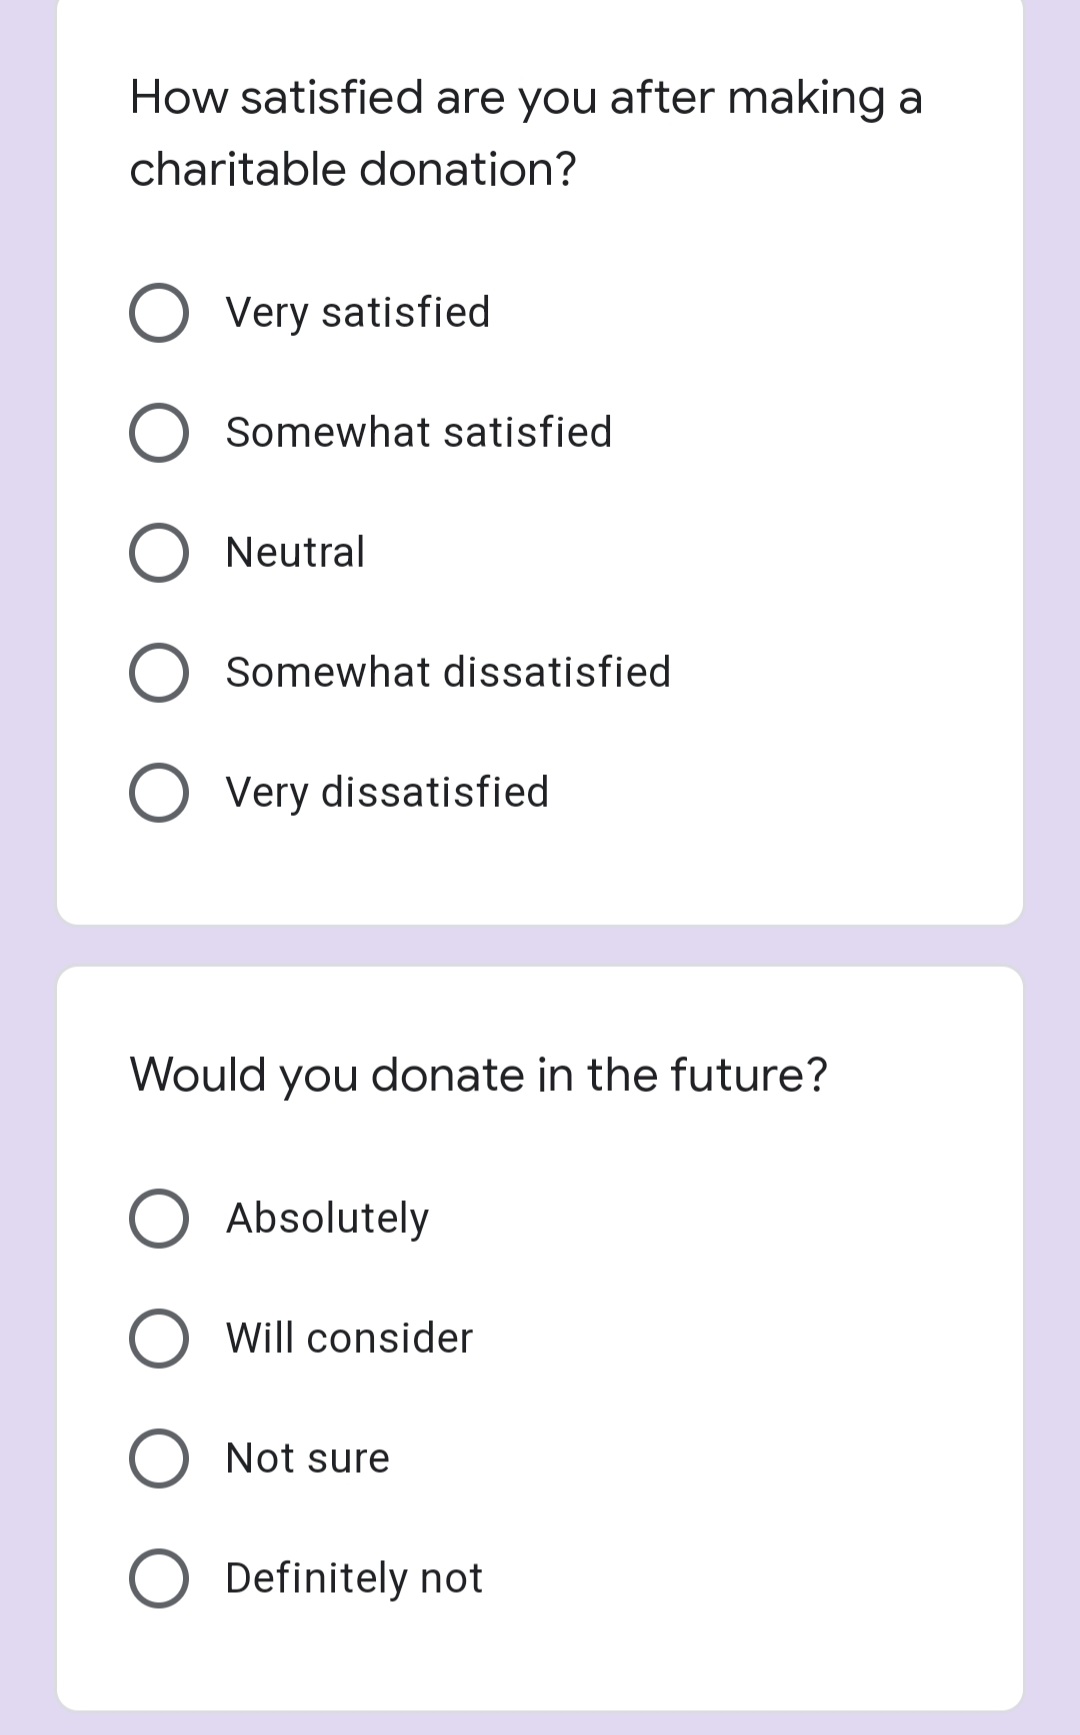 How satisfied are you after making a
charitable donation?
Very satisfied
Somewhat satisfied
Neutral
Somewhat dissatisfied
Very dissatisfied
Would you donate in the future?
Absolutely
Will consider
Not sure
Definitely not